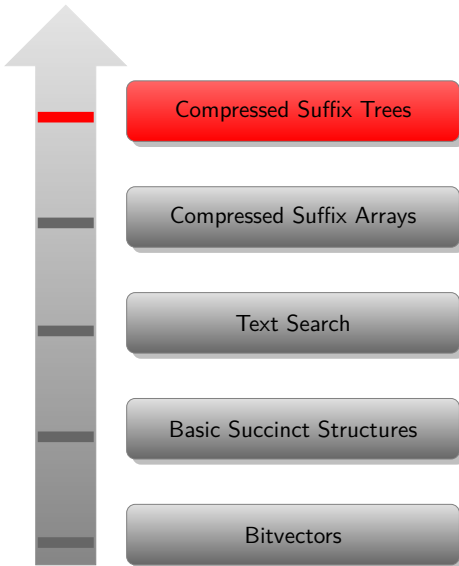 Compressed Suffix Trees
Compressed Suffix Arrays
Text Search
Basic Succinct Structures
Bitvectors